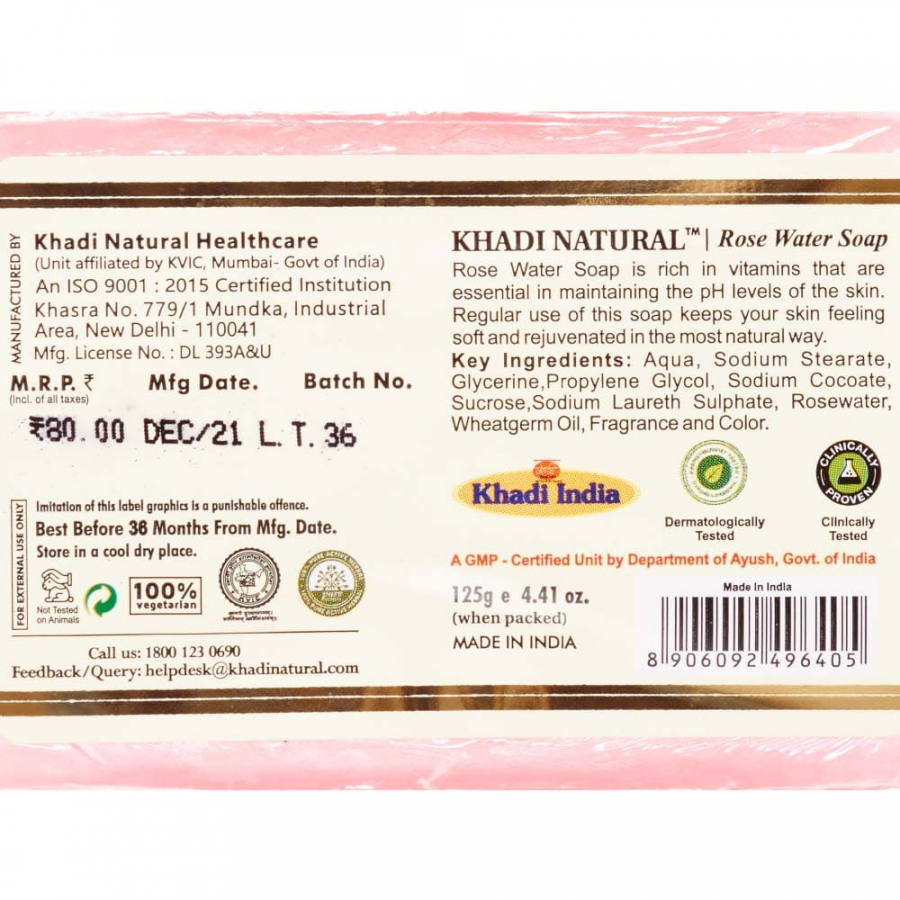 MANUFACTURED BY
Khadi Natural Healthcare
(Unit affiliated by KVIC, Mumbai- Govt of India)
An ISO 9001 : 2015 Certified Institution
Khasra No. 779/1 Mundka, Industrial
Area, New Delhi - 110041
Mfg. License No. : DL 393A&U
M.R.P. ₹ Mfg Date. Batch No.
(Incl. of all taxes)
₹80.00 DEC/21 L.T. 36
FOR EXTERNAL USE ONLY
Imitation of this label graphics is a punishable offence.
Best Before 36 Months From Mfg. Date.
Store in a cool dry place.
Not Tested
on Animals
100%
vegetarian
Call us: 1800 123 0690
Feedback/Query: helpdesk@khadinatural.com
KHADI NATURAL™ | Rose Water Soap
Rose Water Soap is rich in vitamins that are
essential in maintaining the pH levels of the skin.
Regular use of this soap keeps your skin feeling
soft and rejuvenated in the most natural way.
Key Ingredients: Aqua, Sodium Stearate,
Glycerine,Propylene Glycol, Sodium Cocoate,
Sucrose,Sodium Laureth Sulphate, Rosewater,
Wheatgerm Oil, Fragrance and Color.
Khadi India
Dermatologically
Tested
CLINICALLY
PROVEN
Clinically
Tested
A GMP - Certified Unit by Department of Ayush, Govt. of India
125g e 4.41 oz.
(when packed)
MADE IN INDIA
Made In India
8 906092 496405